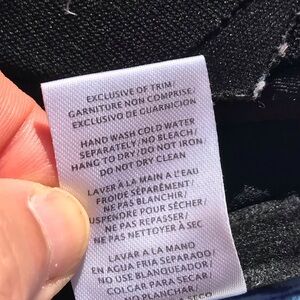 EXCLUSIVE OF TRIM/
GARNITURE NON COMPRISE/
EXCLUSIVO DE GUARNICION
HAND WASH COLD WATER
SEPARATELY/NO BLEACH/
HANG TO DRY/DO NOT IRON
DO NOT DRY CLEAN
LAVER À LA MAIN A L'EAU
FROIDE SÉPARÉMENT/
NE PAS BLANCHIR/
SUSPENDRE POUR SÉCHER/
NE PAS REPASSER/
NE PAS NETTOYER À SEC
LAVAR A LA MANO
EN AGUA FRIA SEPARADO/
NO USE BLANQUEADOR/
COLGAR PARA SECAR/
NO PLANCHAR/